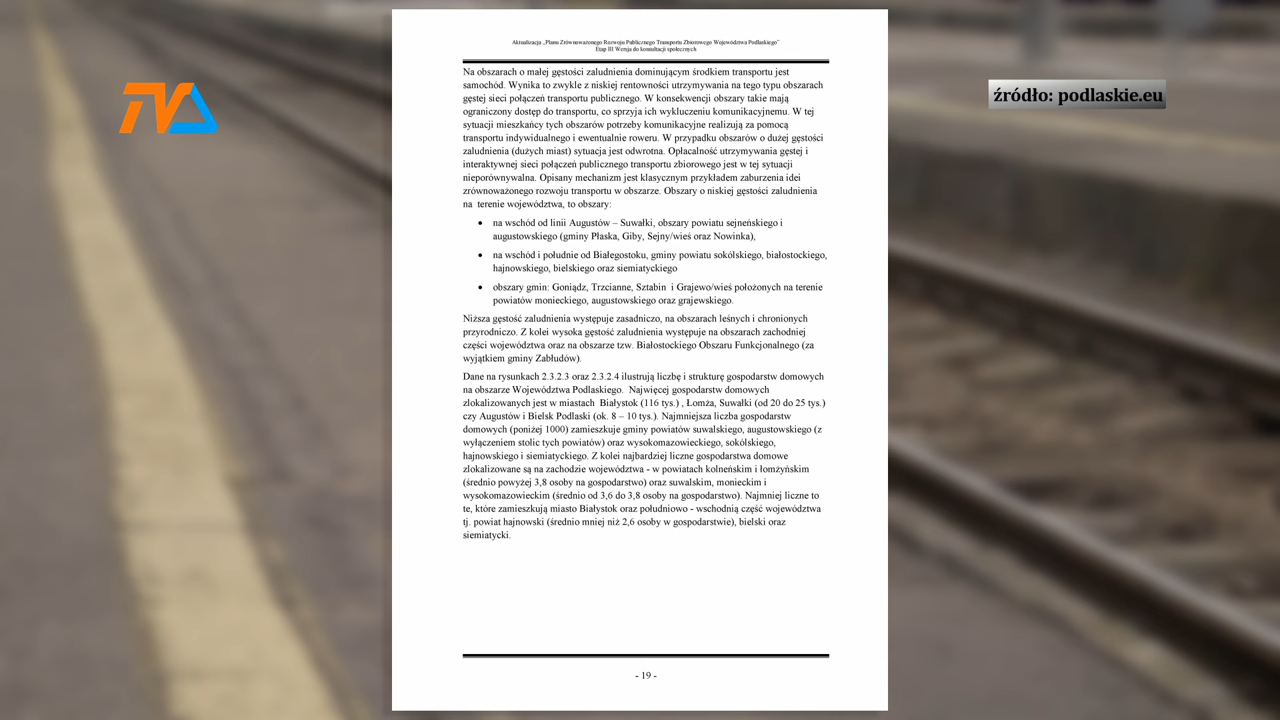 Aktualizacja „Planu Zrównoważonego Rozwoju Publicznego Transportu Zbiorowego Województwa Podlaskiego”
Etap III Wersja do konsultacji społecznych
TVA
źródło: podlaskie.eu
Na obszarach o małej gęstości zaludnienia dominującym środkiem transportu jest
samochód. Wynika to zwykle z niskiej rentowności utrzymywania na tego typu obszarach
gęstej sieci połączeń transportu publicznego. W konsekwencji obszary takie mają
ograniczony dostęp do transportu, co sprzyja ich wykluczeniu komunikacyjnemu. W tej
sytuacji mieszkańcy tych obszarów potrzeby komunikacyjne realizują za pomocą
transportu indywidualnego i ewentualnie roweru. W przypadku obszarów o dużej gęstości
zaludnienia (dużych miast) sytuacja jest odwrotna. Opłacalność utrzymywania gęstej i
interaktywnej sieci połączeń publicznego transportu zbiorowego jest w tej sytuacji
nieporównywalna. Opisany mechanizm jest klasycznym przykładem zaburzenia idei
zrównoważonego rozwoju transportu w obszarze. Obszary o niskiej gęstości zaludnienia
na terenie województwa, to obszary:
• na wschód od linii Augustów – Suwałki, obszary powiatu sejneńskiego i
augustowskiego (gminy Płaska, Giby, Sejny/wieś oraz Nowinka),
• na wschód i południe od Białegostoku, gminy powiatu sokólskiego, białostockiego,
hajnowskiego, bielskiego oraz siemiatyckiego
• obszary gmin: Goniądz, Trzcianne, Sztabin i Grajewo/wieś położonych na terenie
powiatów monieckiego, augustowskiego oraz grajewskiego.
Niższa gęstość zaludnienia występuje zasadniczo, na obszarach leśnych i chronionych
przyrodniczo. Z kolei wysoka gęstość zaludnienia występuje na obszarach zachodniej
części województwa oraz na obszarze tzw. Białostockiego Obszaru Funkcjonalnego (za
wyjątkiem gminy Zabłudów).
Dane na rysunkach 2.3.2.3 oraz 2.3.2.4 ilustrują liczbę i strukturę gospodarstw domowych
na obszarze Województwa Podlaskiego. Najwięcej gospodarstw domowych
zlokalizowanych jest w miastach Białystok (116 tys.) , Łomża, Suwałki (od 20 do 25 tys.)
czy Augustów i Bielsk Podlaski (ok. 8 – 10 tys.). Najmniejsza liczba gospodarstw
domowych (poniżej 1000) zamieszkuje gminy powiatów suwalskiego, augustowskiego (z
wyłączeniem stolic tych powiatów) oraz wysokomazowieckiego, sokólskiego,
hajnowskiego i siemiatyckiego. Z kolei najbardziej liczne gospodarstwa domowe
zlokalizowane są na zachodzie województwa - w powiatach kolneńskim i łomżyńskim
(średnio powyżej 3,8 osoby na gospodarstwo) oraz suwalskim, monieckim i
wysokomazowieckim (średnio od 3,6 do 3,8 osoby na gospodarstwo). Najmniej liczne to
te, które zamieszkują miasto Białystok oraz południowo - wschodnią część województwa
tj. powiat hajnowski (średnio mniej niż 2,6 osoby w gospodarstwie), bielski oraz
siemiatycki.
- 19 -